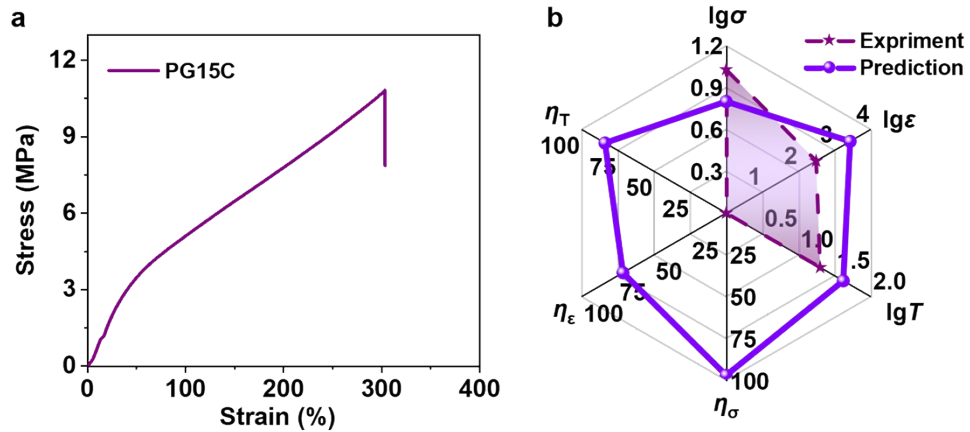 a
PG15C
Stress (MPa)
12
9
6
3
0
0 100 200 300 400
Strain (%)
b
Expriment
Prediction
lgσ
1.2
0.9
0.6
0.3
lgε
4
3
2
1
lgT
2.0
1.5
1.0
0.5
ησ
100
75
50
25
ηε
100
75
50
25
ηT
100
75
50
25